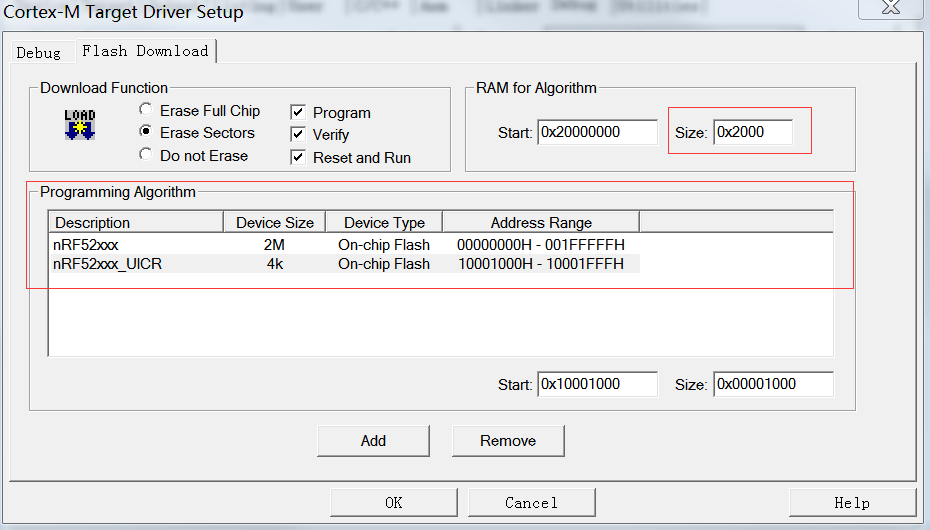 Cortex-M Target Driver Setup
Debug Flash Download
Download Function
LOAD
Erase Full Chip
Erase Sectors
Do not Erase
Program
Verify
Reset and Run
RAM for Algorithm
Start: 0x20000000 Size: 0x2000
Programming Algorithm
Description Device Size Device Type Address Range
nRF52xxx 2M On-chip Flash 00000000H - 001FFFFFH
nRF52xxx_UICR 4k On-chip Flash 10001000H - 10001FFFH
Start: 0x10001000 Size: 0x00001000
Add Remove
OK Cancel Help